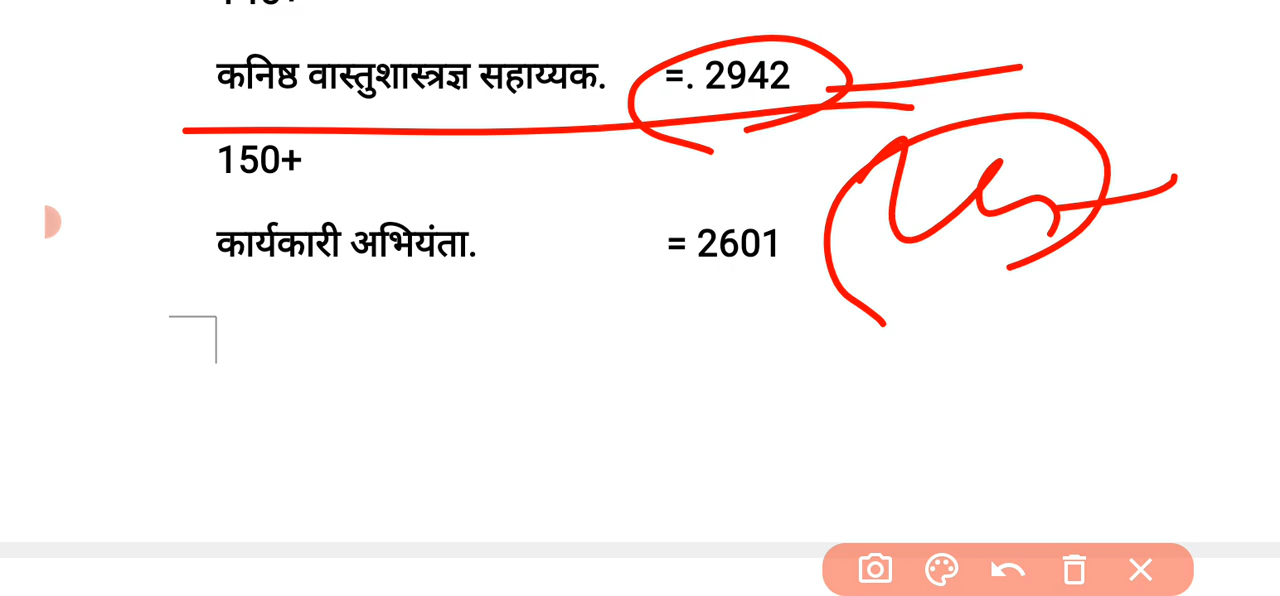 कनिष्ठ वास्तुशास्त्रज्ञ सहाय्यक. =. 2942
150+
कार्यकारी अभियंता. = 2601